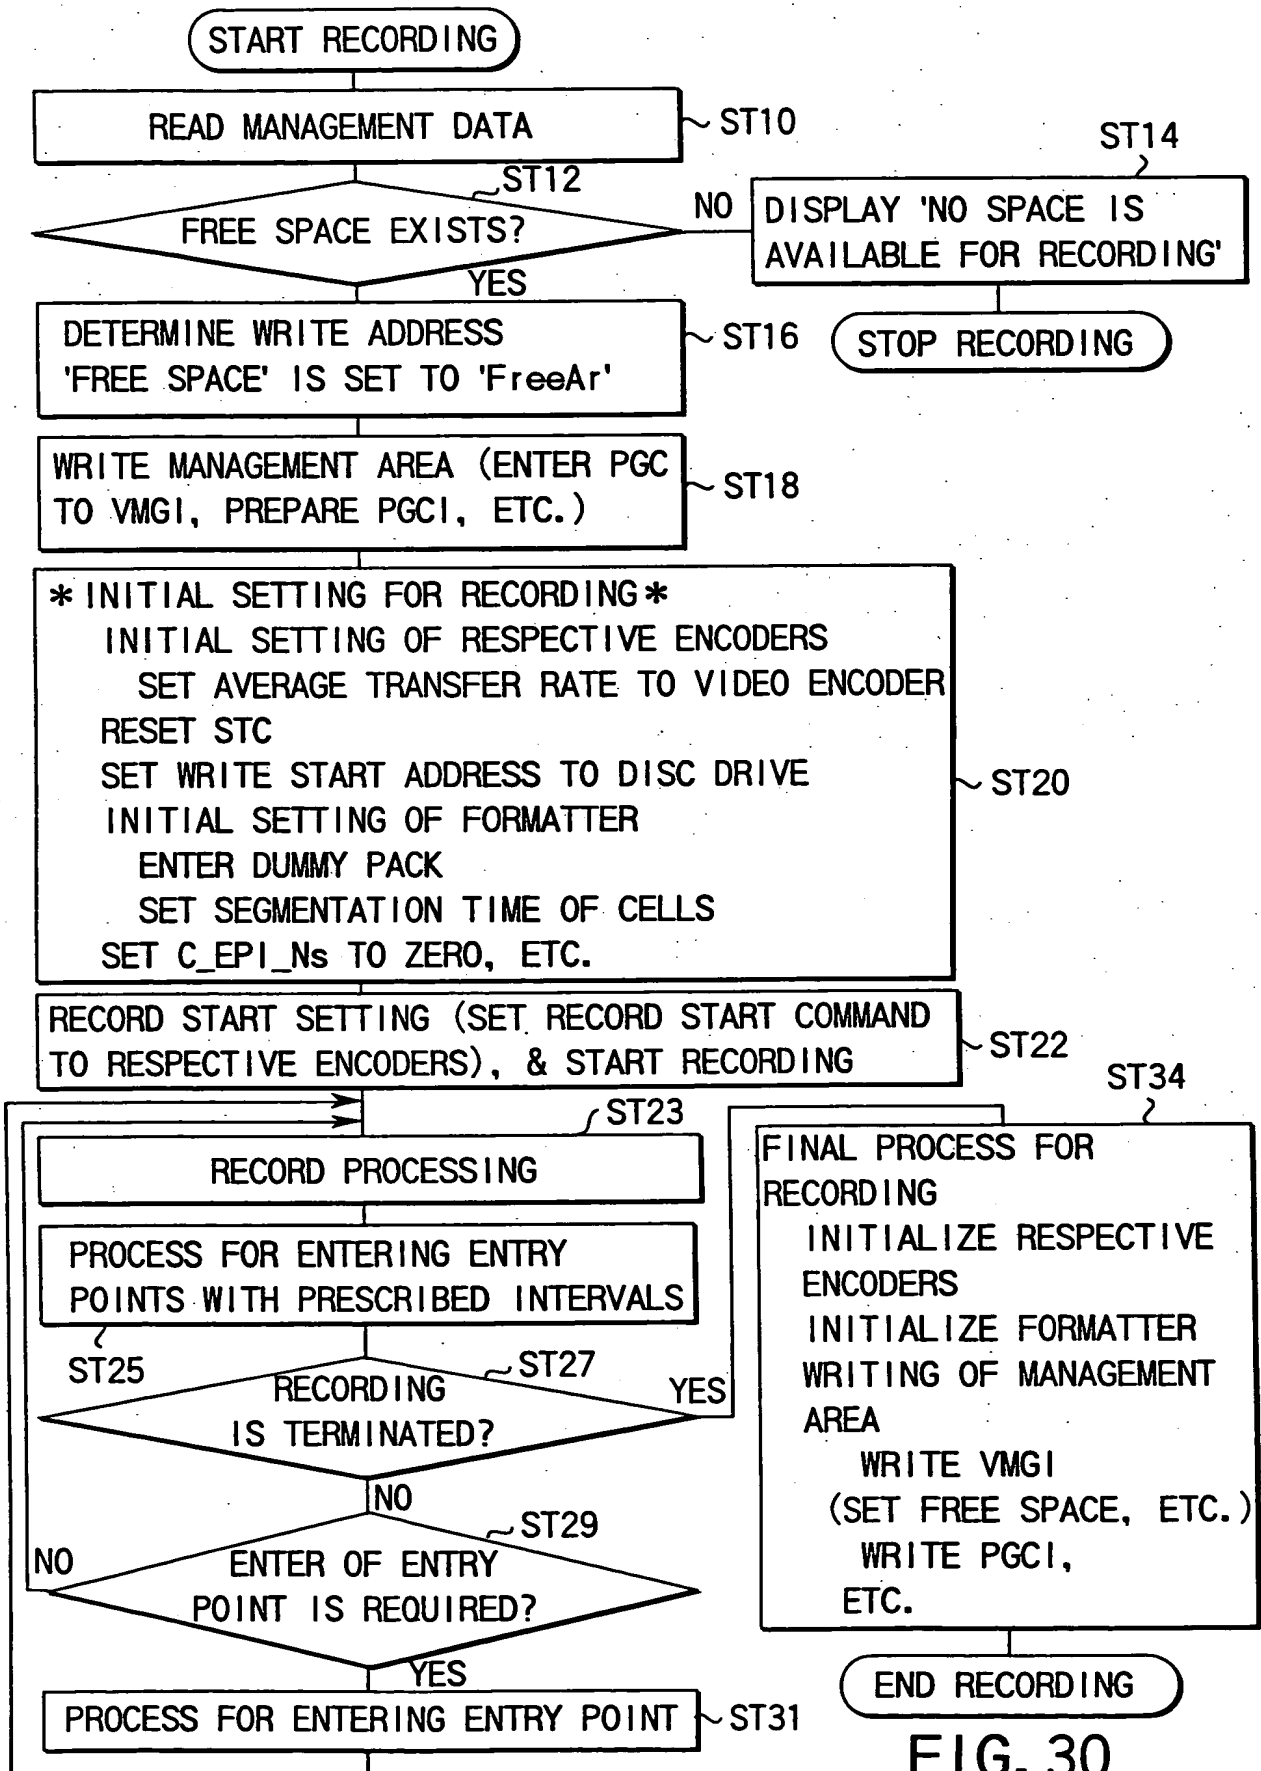 START RECORDING
READ MANAGEMENT DATA
ST10
ST12
FREE SPACE EXISTS?
NO
YES
ST14
DISPLAY 'NO SPACE IS
AVAILABLE FOR RECORDING'
STOP RECORDING
DETERMINE WRITE ADDRESS
'FREE SPACE' IS SET TO 'FreeAr'
ST16
WRITE MANAGEMENT AREA (ENTER PGC
TO VMGI, PREPARE PGCI, ETC.)
ST18
* INITIAL SETTING FOR RECORDING *
INITIAL SETTING OF RESPECTIVE ENCODERS
SET AVERAGE TRANSFER RATE TO VIDEO ENCODER
RESET STC
SET WRITE START ADDRESS TO DISC DRIVE
INITIAL SETTING OF FORMATTER
ENTER DUMMY PACK
SET SEGMENTATION TIME OF CELLS
SET C_EPI_Ns TO ZERO, ETC.
ST20
RECORD START SETTING (SET RECORD START COMMAND
TO RESPECTIVE ENCODERS), & START RECORDING
ST22
ST23
RECORD PROCESSING
PROCESS FOR ENTERING ENTRY
POINTS WITH PRESCRIBED INTERVALS
ST25
ST27
RECORDING
IS TERMINATED?
YES
NO
ST29
NO
ENTER OF ENTRY
POINT IS REQUIRED?
YES
PROCESS FOR ENTERING ENTRY POINT
ST31
ST34
FINAL PROCESS FOR
RECORDING
INITIALIZE RESPECTIVE
ENCODERS
INITIALIZE FORMATTER
WRITING OF MANAGEMENT
AREA
WRITE VMGI
(SET FREE SPACE, ETC.)
WRITE PGCI,
ETC.
END RECORDING
FIG. 30